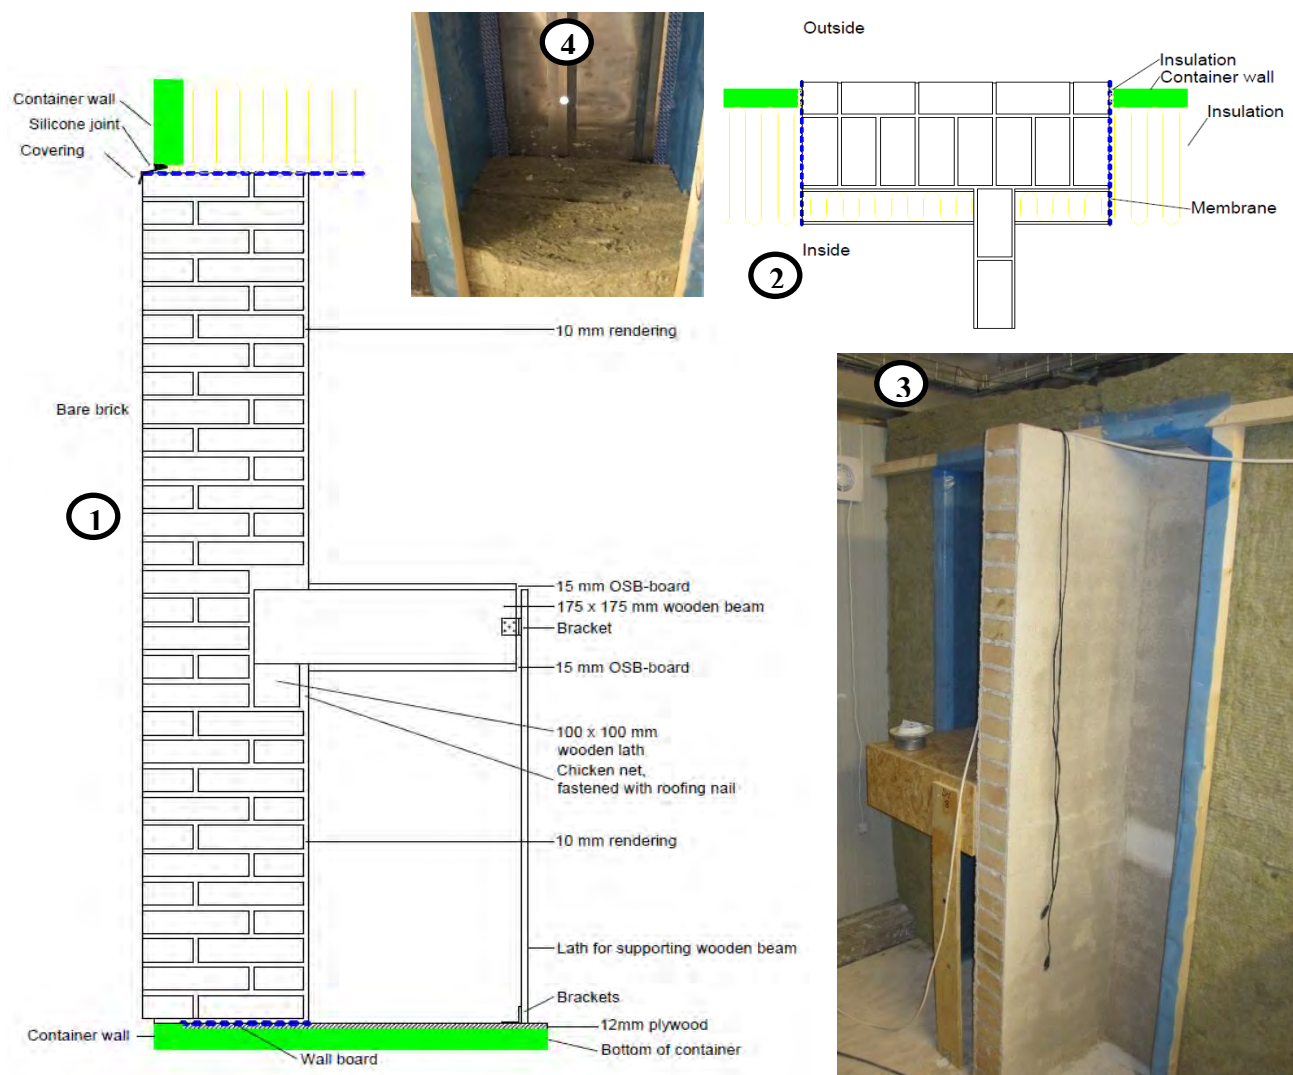 4
Outside
Insulation
Container wall
Insulation
Membrane
Inside
2
Container wall
Silicone joint
Covering
10 mm rendering
3
Bare brick
1
15 mm OSB-board
175 x 175 mm wooden beam
Bracket
15 mm OSB-board
100 x 100 mm
wooden lath
Chicken net,
fastened with roofing nail
10 mm rendering
Lath for supporting wooden beam
Brackets
12mm plywood
Container wall
Bottom of container
Wall board